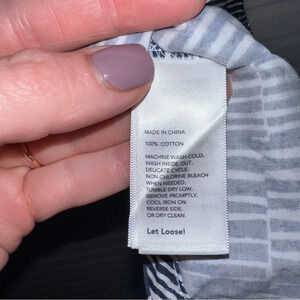 MADE IN CHINA
100% COTTON
MACHINE WASH COLD.
WASH INSIDE OUT.
DELICATE CYCLE.
NON-CHLORINE BLEACH
WHEN NEEDED.
TUMBLE DRY LOW.
REMOVE PROMPTLY.
COOL IRON ON
REVERSE SIDE.
OR DRY CLEAN.
Let Loose!